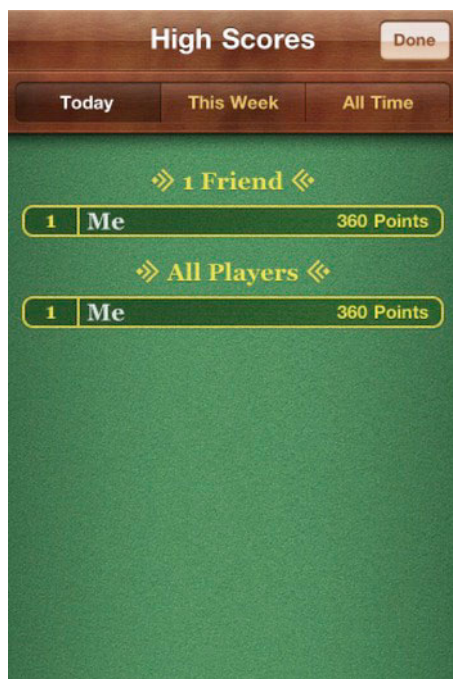 High Scores
Done
Today
This Week
All Time
1 Friend
1 Me 360 Points
All Players
1 Me 360 Points